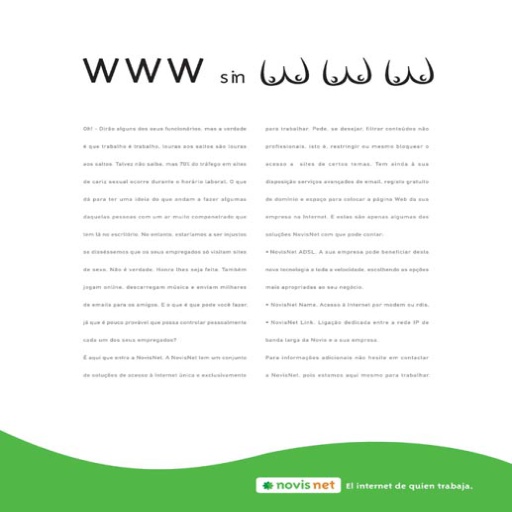 WWW sin
Oh! - Dirão alguns dos seus funcionários, mas a verdade
é que trabalho é trabalho, louras aos saltos são louras
aos saltos. Talvez não saiba, mas 70% do tráfego em sites
de cariz sexual ocorre durante o horário laboral. O que
dá para ter uma ideia do que andam a fazer algumas
daquelas pessoas com um ar muito compenetrado que
tem lá no escritório. No entanto, estaríamos a ser injustos
se disséssemos que os seus empregados só visitam sites
de sexo. Não é verdade. Honra lhes seja feita. Também
jogam online, descarregam música e enviam milhares
de emails para os amigos. E o que é que pode você fazer,
já que é pouco provável que possa controlar pessoalmente
cada um dos seus empregados?
É aqui que entra a NovisNet. A NovisNet tem um conjunto
de soluções de acesso à Internet única e exclusivamente
para trabalhar. Pode, se desejar, filtrar conteúdos não
profissionais, isto é, restringir ou mesmo bloquear o
acesso a sites de certos temas. Tem ainda à sua
disposição serviços avançados de email, registo gratuito
de domínio e espaço para colocar a página Web da sua
empresa na Internet. E estas são apenas algumas das
soluções NovisNet com que pode contar:
• NovisNet ADSL. A sua empresa pode beneficiar desta
nova tecnologia a toda a velocidade, escolhendo as opções
mais apropriadas ao seu negócio.
• NovisNet Name. Acesso à Internet por modem ou rdis.
• NovisNet Link. Ligação dedicada entre a rede IP de
banda larga da Novis e a sua empresa.
Para informações adicionais não hesite em contactar
a NovisNet, pois estamos aqui mesmo para trabalhar
novis net El internet de quien trabaja.